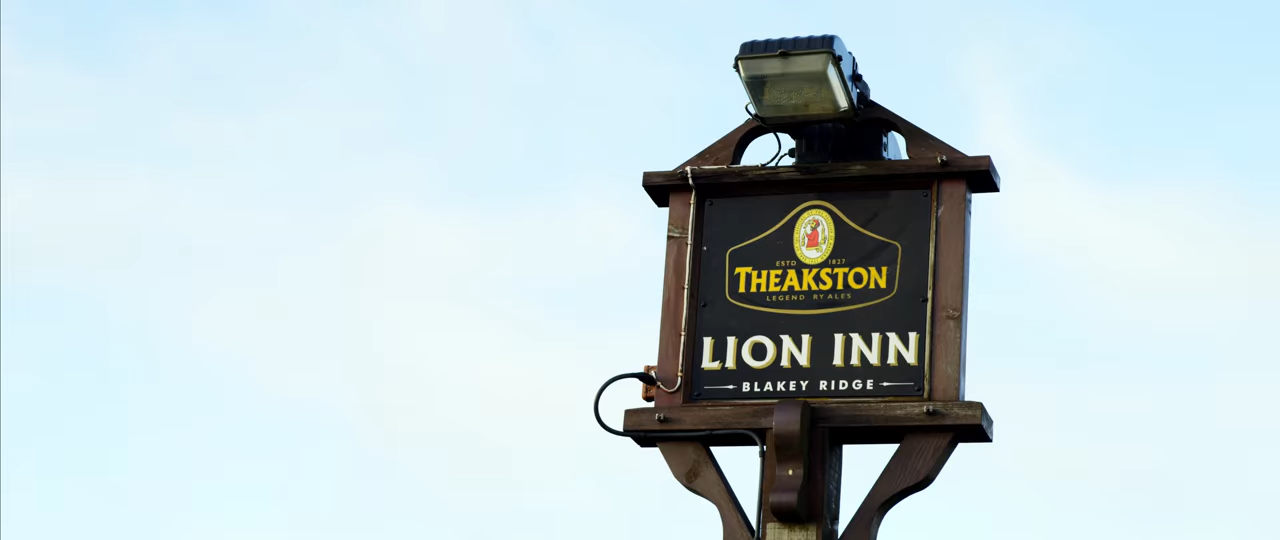 ESTD 1827
THEAKSTON
LEGEND RY ALES
LION INN
BLAKEY RIDGE